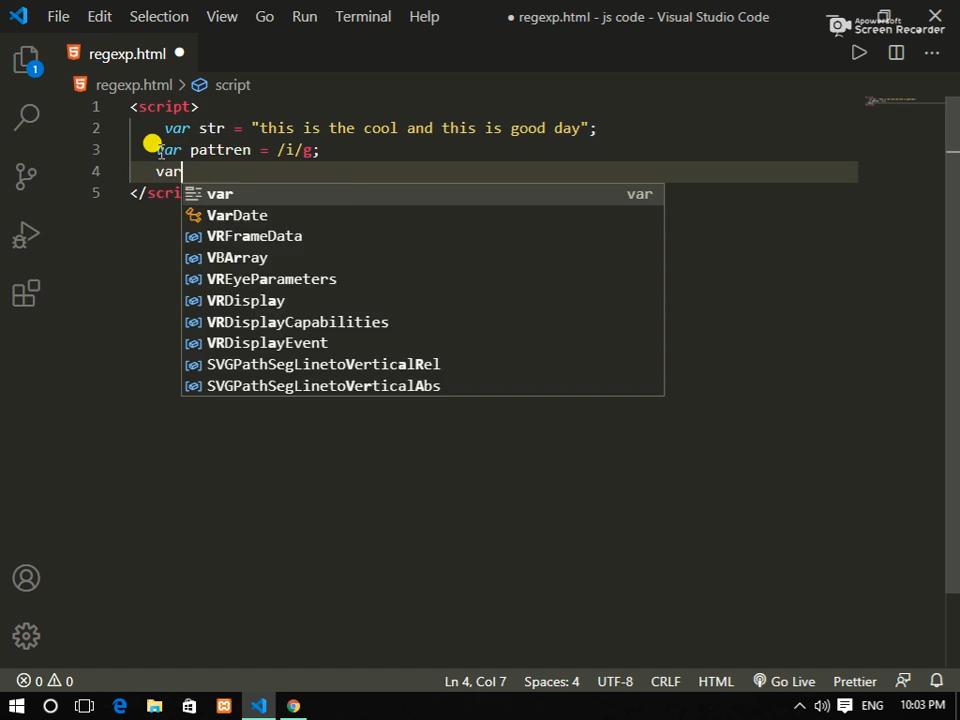 File Edit Selection View Go Run Terminal Help ● regexp.html - js code - Visual Studio Code
Apowersoft
Screen Recorder
regexp.html ●
regexp.html > script
1 <script>
2 var str = "this is the cool and this is good day";
3 var pattren = /i/g;
4 var
5 </scri
var var
VarDate
VRFrameData
VBArray
VREyeParameters
VRDisplay
VRDisplayCapabilities
VRDisplayEvent
SVGPathSegLinetoVerticalRel
SVGPathSegLinetoVerticalAbs
1
0 0 Ln 4, Col 7 Spaces: 4 UTF-8 CRLF HTML Go Live Prettier
ENG 10:03 PM